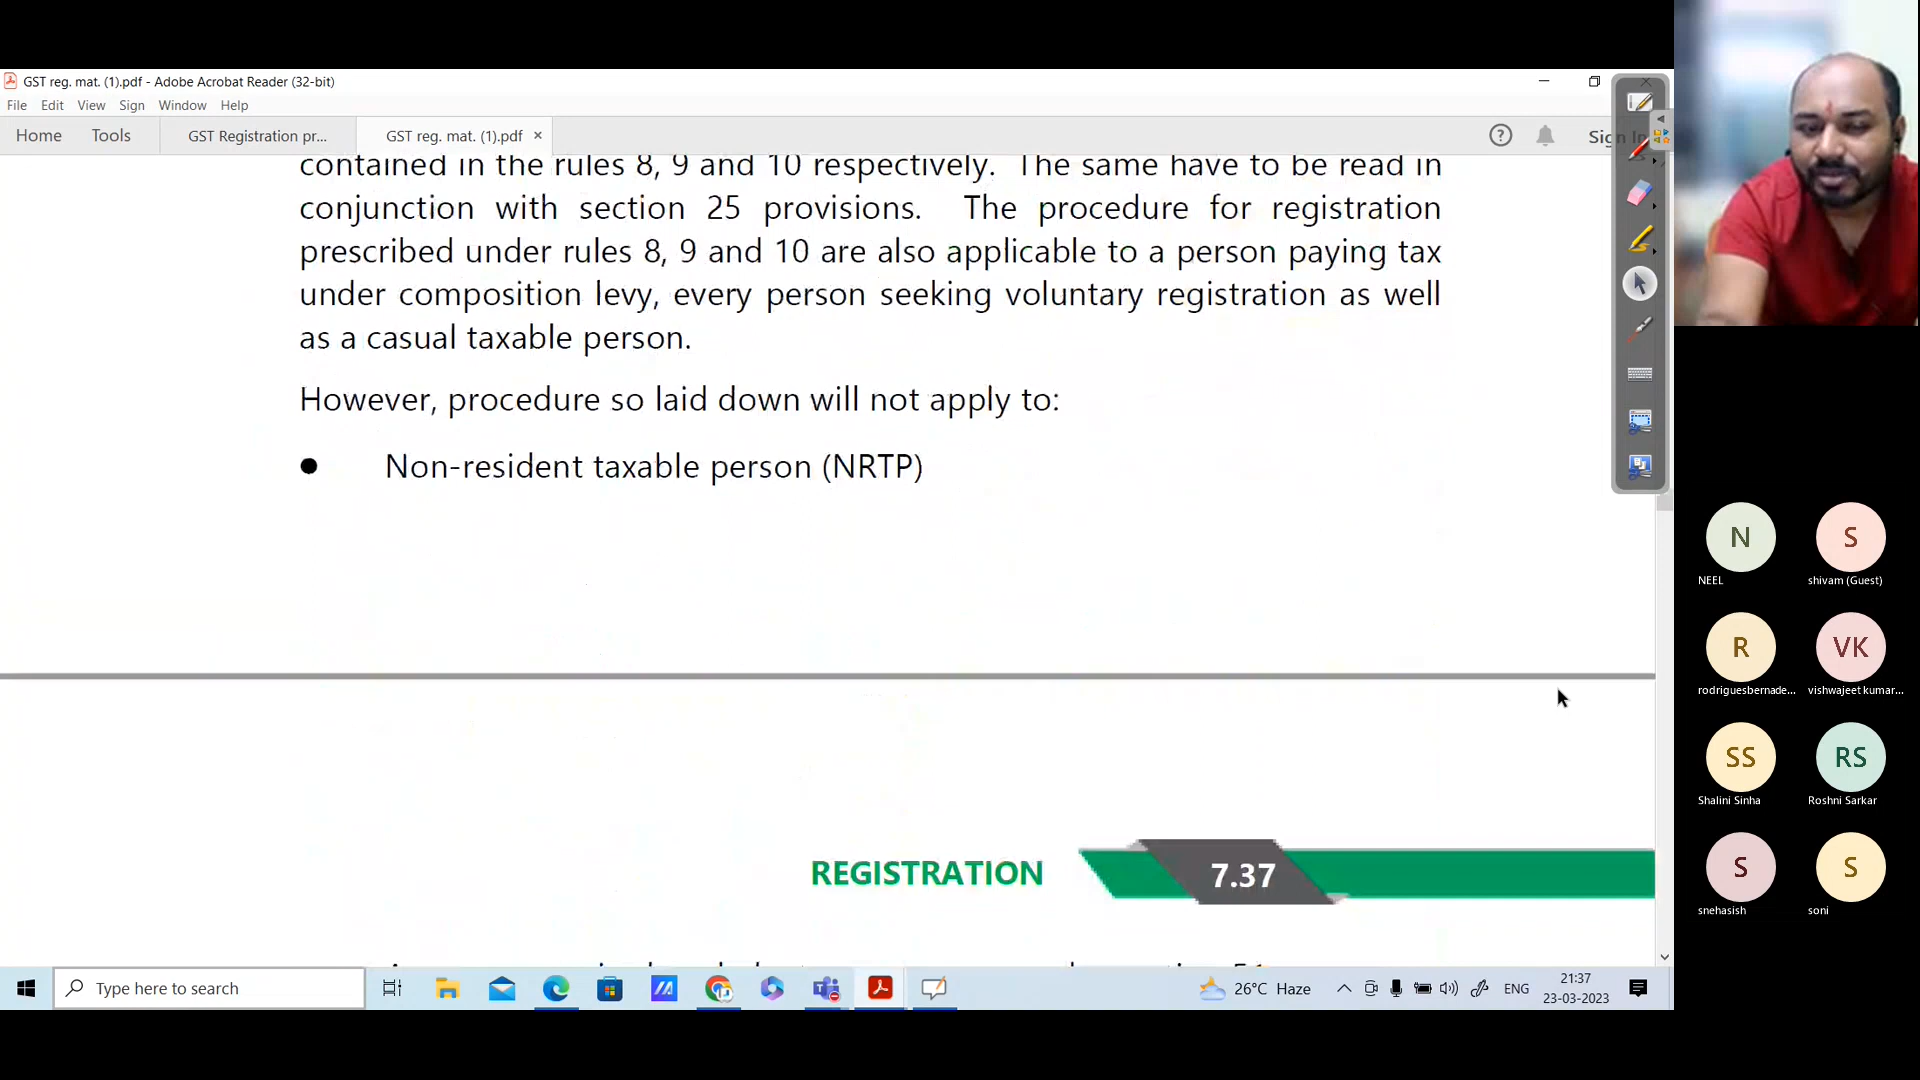 GST reg. mat. (1).pdf - Adobe Acrobat Reader (32-bit)
File Edit View Sign Window Help
Home Tools GST Registration pr... GST reg. mat. (1).pdf × Sign In
contained in the rules 8, 9 and 10 respectively. The same have to be read in
conjunction with section 25 provisions. The procedure for registration
prescribed under rules 8, 9 and 10 are also applicable to a person paying tax
under composition levy, every person seeking voluntary registration as well
as a casual taxable person.
However, procedure so laid down will not apply to:
● Non-resident taxable person (NRTP)
REGISTRATION 7.37
Type here to search
26°C Haze
ENG
21:37
23-03-2023
N S
NEEL shivam (Guest)
R VK
rodriguesbernade... vishwajeet kumar...
SS RS
Shalini Sinha Roshni Sarkar
S S
snehasish soni